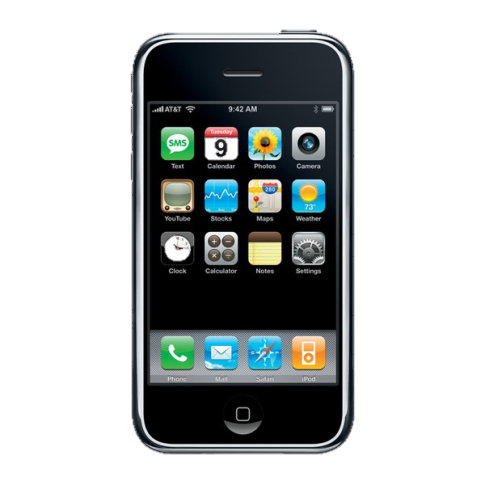 AT&T 9:42 AM
SMS Tuesday 9 280 73°
Text Calendar Photos Camera
YouTube Stocks Maps Weather
Clock Calculator Notes Settings
Phone Mail Safari iPod